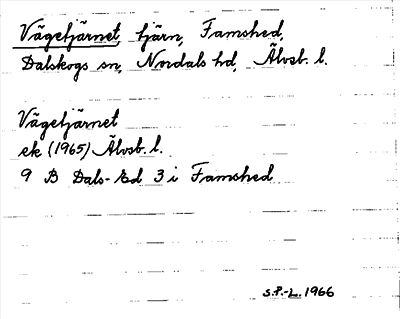 Vägetjärnet, tjärn, Famshed,
Dalskogs sn, Nordals hd, Älvsb. l.
Vägetjärnet
ek (1965) Älvsb. l.
9 B Dals-Ed 3 i Famshed
S.P.-L. 1966